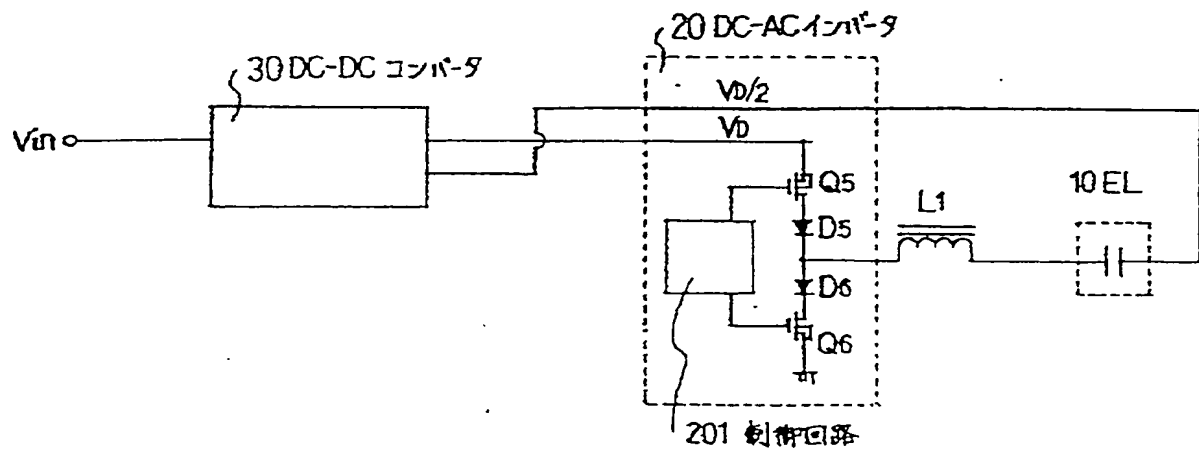 20 DC-ACインバータ
30 DC-DC コンバータ
VD/2
Vin
VD
Q5
10 EL
L1
D5
D6
Q6
201 制御回路